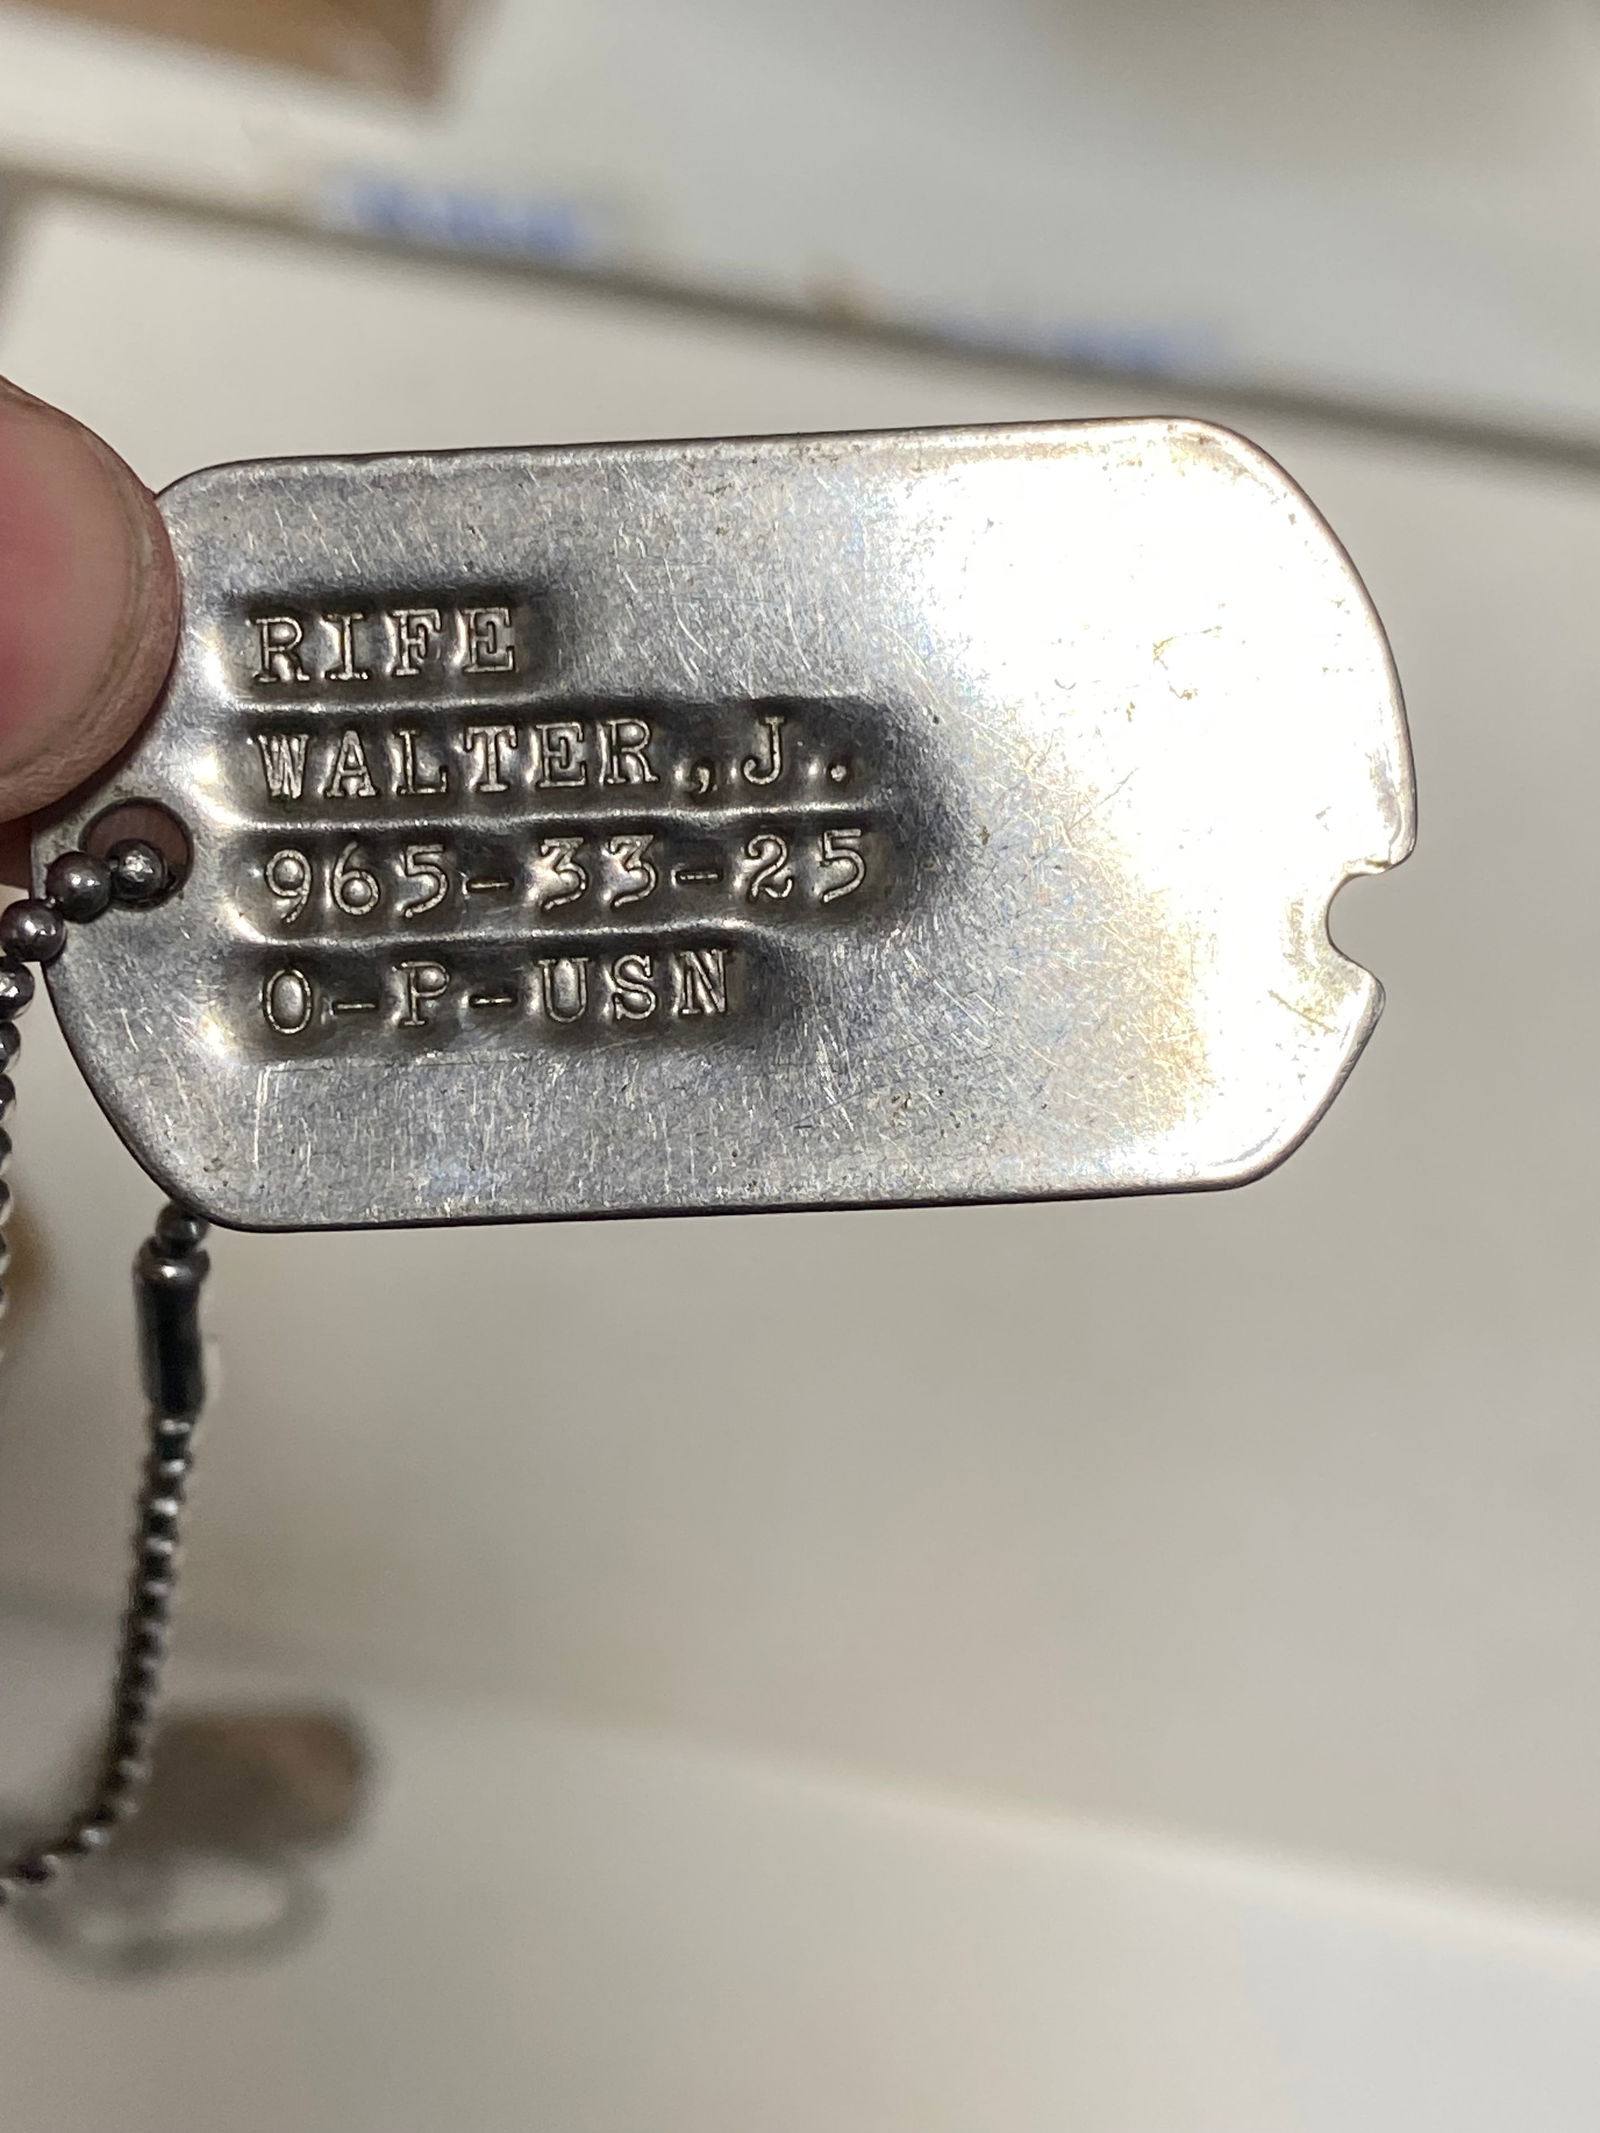 RIFE
WALTER,J.
965-33-25
O-P-USN